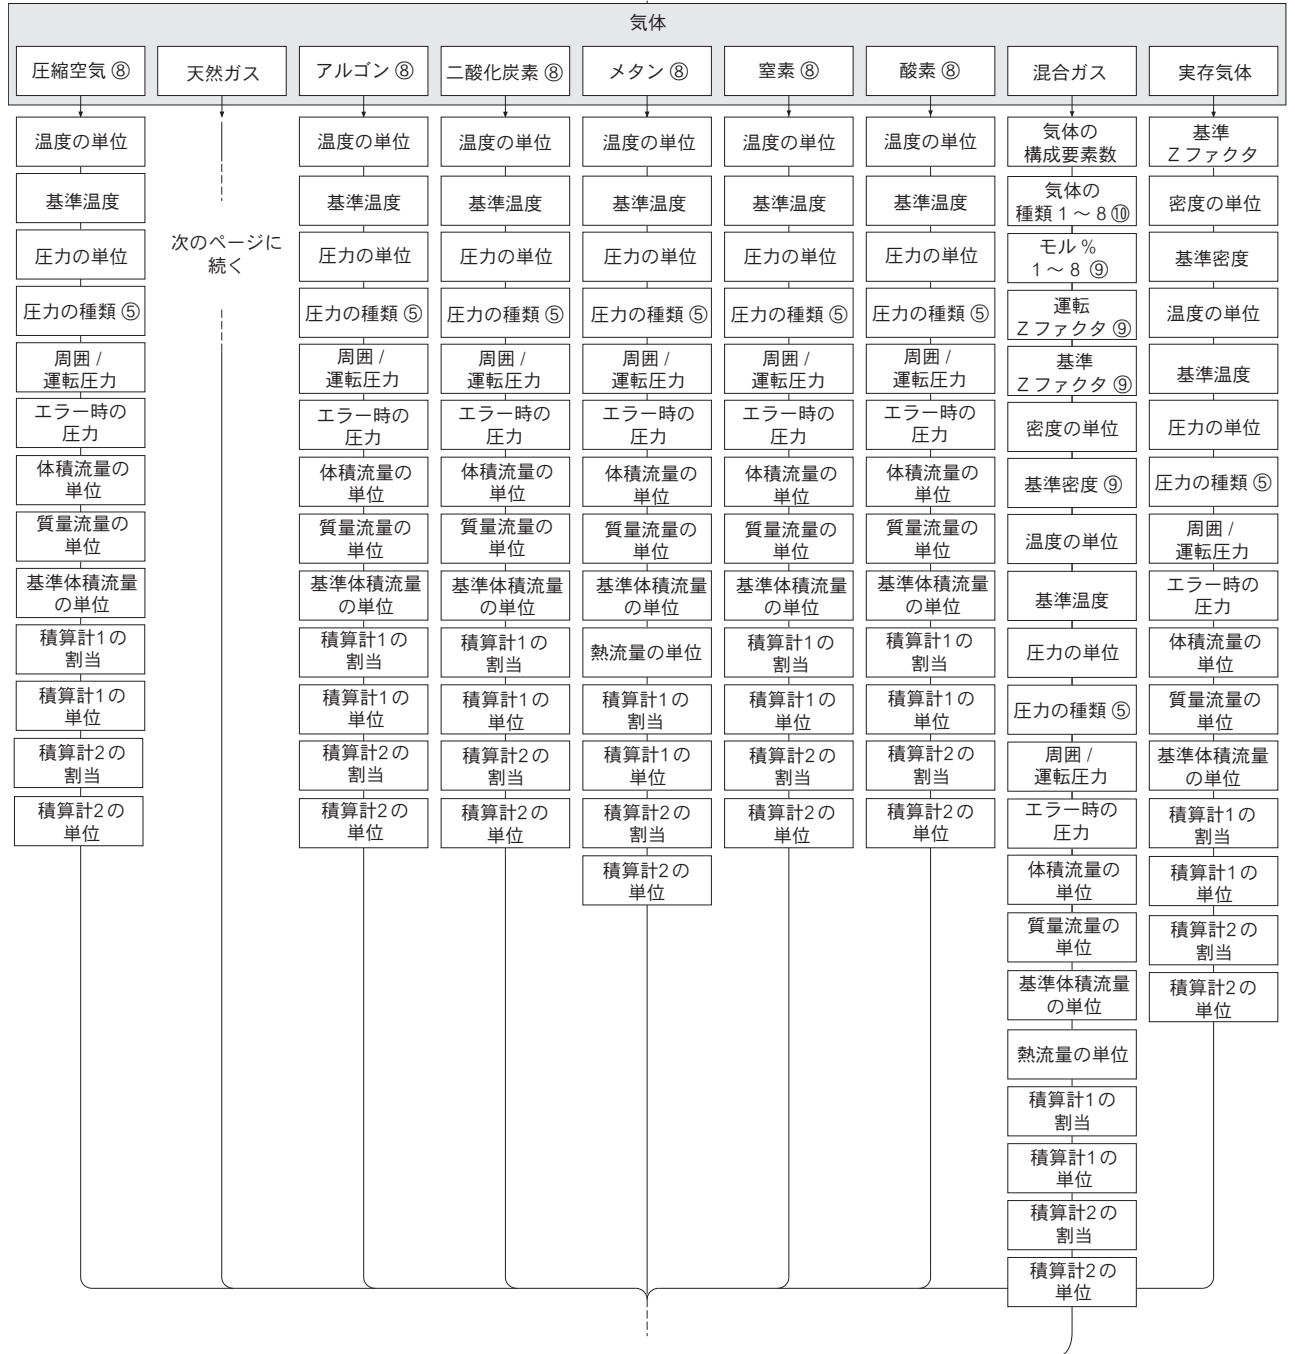 気体
圧縮空気 ⑧
天然ガス
アルゴン ⑧
二酸化炭素 ⑧
メタン ⑧
窒素 ⑧
酸素 ⑧
混合ガス
実存気体
温度の単位
基準温度
圧力の単位
圧力の種類 ⑤
周囲 /
運転圧力
エラー時の
圧力
体積流量の
単位
質量流量の
単位
基準体積流量
の単位
積算計1の
割当
積算計1の
単位
積算計2の
割当
積算計2の
単位
次のページに
続く
温度の単位
基準温度
圧力の単位
圧力の種類 ⑤
周囲 /
運転圧力
エラー時の
圧力
体積流量の
単位
質量流量の
単位
基準体積流量
の単位
積算計1の
割当
積算計1の
単位
積算計2の
割当
積算計2の
単位
温度の単位
基準温度
圧力の単位
圧力の種類 ⑤
周囲 /
運転圧力
エラー時の
圧力
体積流量の
単位
質量流量の
単位
基準体積流量
の単位
積算計1の
割当
積算計1の
単位
積算計2の
割当
積算計2の
単位
温度の単位
基準温度
圧力の単位
圧力の種類 ⑤
周囲 /
運転圧力
エラー時の
圧力
体積流量の
単位
質量流量の
単位
基準体積流量
の単位
熱流量の単位
積算計1の
割当
積算計1の
単位
積算計2の
割当
積算計2の
単位
温度の単位
基準温度
圧力の単位
圧力の種類 ⑤
周囲 /
運転圧力
エラー時の
圧力
体積流量の
単位
質量流量の
単位
基準体積流量
の単位
積算計1の
割当
積算計1の
単位
積算計2の
割当
積算計2の
単位
温度の単位
基準温度
圧力の単位
圧力の種類 ⑤
周囲 /
運転圧力
エラー時の
圧力
体積流量の
単位
質量流量の
単位
基準体積流量
の単位
積算計1の
割当
積算計1の
単位
積算計2の
割当
積算計2の
単位
気体の
構成要素数
気体の
種類 1 ～ 8 ⑩
モル %
1 ～ 8 ⑨
運転
Z ファクタ ⑨
基準
Z ファクタ ⑨
密度の単位
基準密度 ⑨
温度の単位
基準温度
圧力の単位
圧力の種類 ⑤
周囲 /
運転圧力
エラー時の
圧力
体積流量の
単位
質量流量の
単位
基準体積流量
の単位
熱流量の単位
積算計1の
割当
積算計1の
単位
積算計2の
割当
積算計2の
単位
基準
Z ファクタ
密度の単位
基準密度
温度の単位
基準温度
圧力の単位
圧力の種類 ⑤
周囲 /
運転圧力
エラー時の
圧力
体積流量の
単位
質量流量の
単位
基準体積流量
の単位
積算計1の
割当
積算計1の
単位
積算計2の
割当
積算計2の
単位